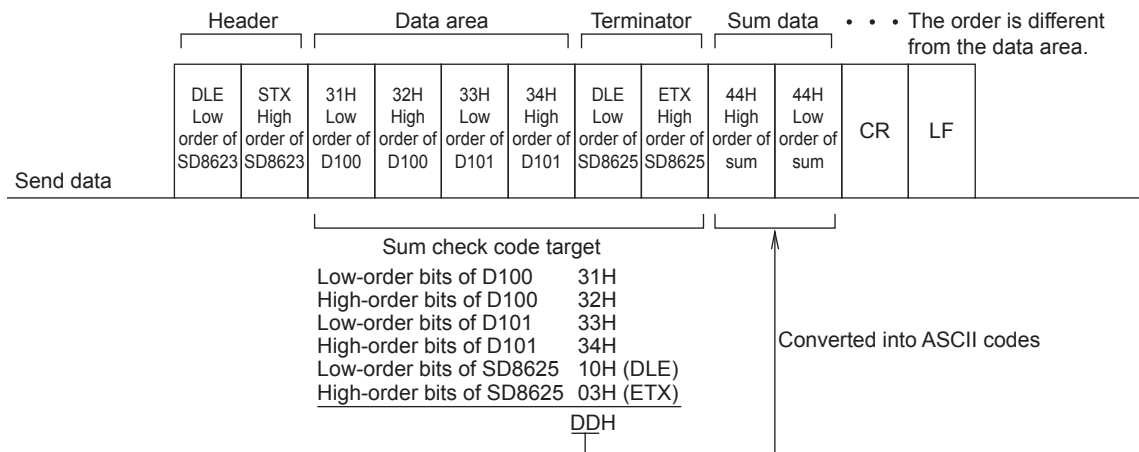 Header Data area Terminator Sum data • • • The order is different
from the data area.
DLE STX 31H 32H 33H 34H DLE ETX 44H 44H
Low High Low High Low High Low High High Low CR LF
order of order of order of order of order of order of order of order of order of order of
SD8623 SD8623 D100 D100 D101 D101 SD8625 SD8625 sum sum
Send data
Sum check code target
Low-order bits of D100 31H
High-order bits of D100 32H
Low-order bits of D101 33H
High-order bits of D101 34H
Converted into ASCII codes
Low-order bits of SD8625 10H (DLE)
High-order bits of SD8625 03H (ETX)
DDH